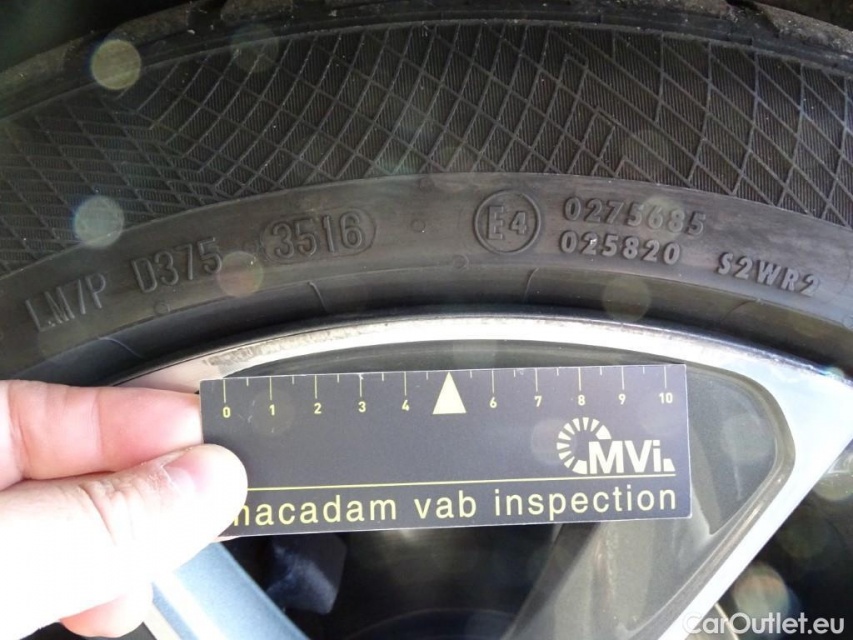 LM7P D375 3516 E4 0275685
025820 S2WR2
0 1 2 3 4 6 7 8 9 10
MVi
macadam vab inspection
CarOutlet.eu